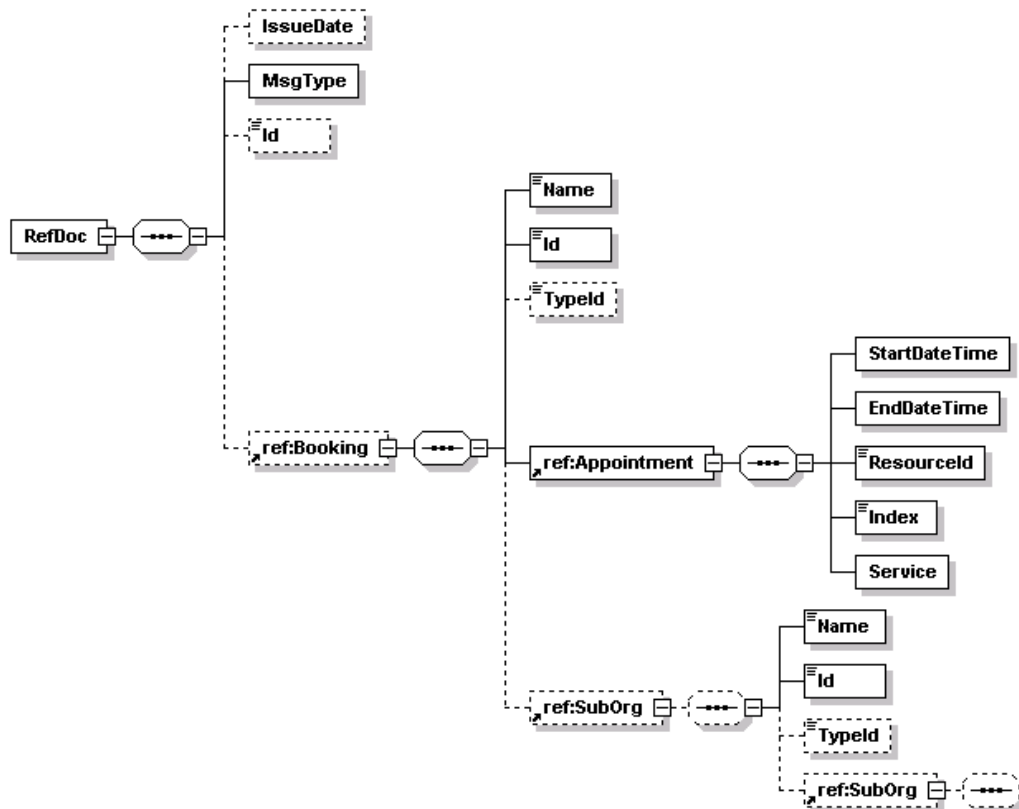 IssueDate
MsgType
Id
RefDoc
Name
Id
TypeId
StartDateTime
EndDateTime
ref:Booking
ref:Appointment
ResourceId
Index
Service
Name
Id
ref:SubOrg
TypeId
ref:SubOrg